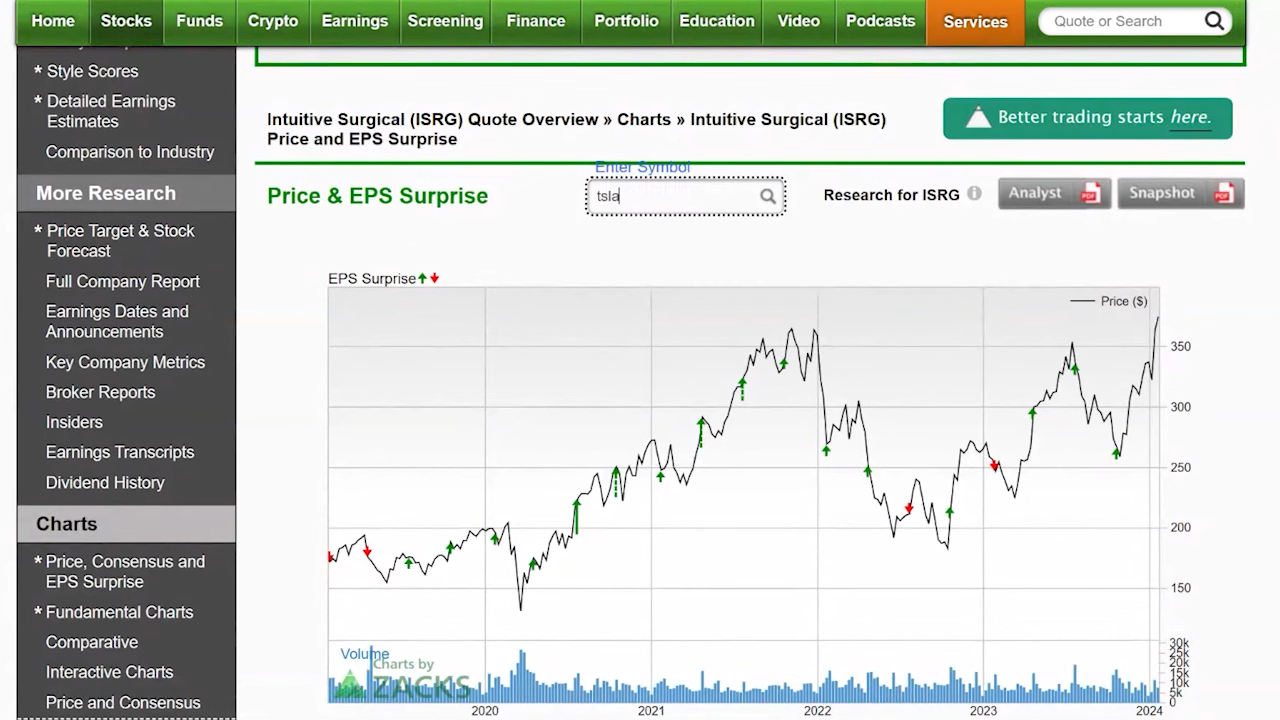 Home Stocks Funds Crypto Earnings Screening Finance Portfolio Education Video Podcasts Services Quote or Search
* Style Scores
* Detailed Earnings
Estimates
Comparison to Industry
More Research
* Price Target & Stock
Forecast
Full Company Report
Earnings Dates and
Announcements
Key Company Metrics
Broker Reports
Insiders
Earnings Transcripts
Dividend History
Charts
* Price, Consensus and
EPS Surprise
* Fundamental Charts
Comparative
Interactive Charts
Price and Consensus
Intuitive Surgical (ISRG) Quote Overview » Charts » Intuitive Surgical (ISRG)
Price and EPS Surprise
Better trading starts here.
Enter Symbol
Price & EPS Surprise
tsla
Research for ISRG
Analyst
Snapshot
EPS Surprise
Price ($)
350
300
250
200
150
Volume
Charts by
ZACKS
30k
25k
20k
15k
10k
5k
0
2020 2021 2022 2023 2024